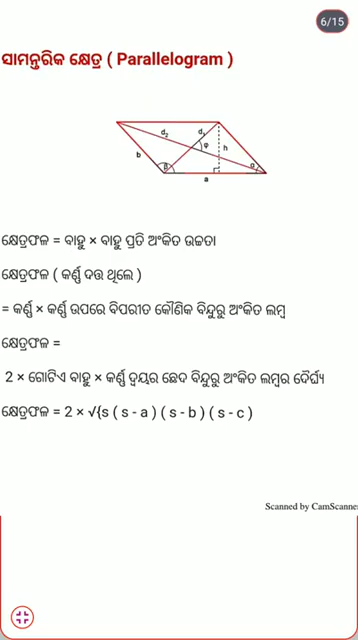 6/15
ସାମନ୍ତରିକ କ୍ଷେତ୍ର ( Parallelogram )
d₂
d₁
φ
h
b
β
α
a
କ୍ଷେତ୍ରଫଳ = ବାହୁ × ବାହୁ ପ୍ରତି ଅଂକିତ ଉଚ୍ଚତା
କ୍ଷେତ୍ରଫଳ ( କର୍ଣ୍ଣ ଦତ୍ତ ଥିଲେ )
= କର୍ଣ୍ଣ × କର୍ଣ୍ଣ ଉପରେ ବିପରୀତ କୌଣିକ ବିନ୍ଦୁରୁ ଅଂକିତ ଲମ୍ବ
କ୍ଷେତ୍ରଫଳ =
2 × ଗୋଟିଏ ବାହୁ × କର୍ଣ୍ଣ ଦ୍ୱୟର ଛେଦ ବିନ୍ଦୁରୁ ଅଂକିତ ଲମ୍ବର ଦୈର୍ଘ୍ୟ
କ୍ଷେତ୍ରଫଳ = 2 × √{s ( s - a ) ( s - b ) ( s - c )
Scanned by CamScanne